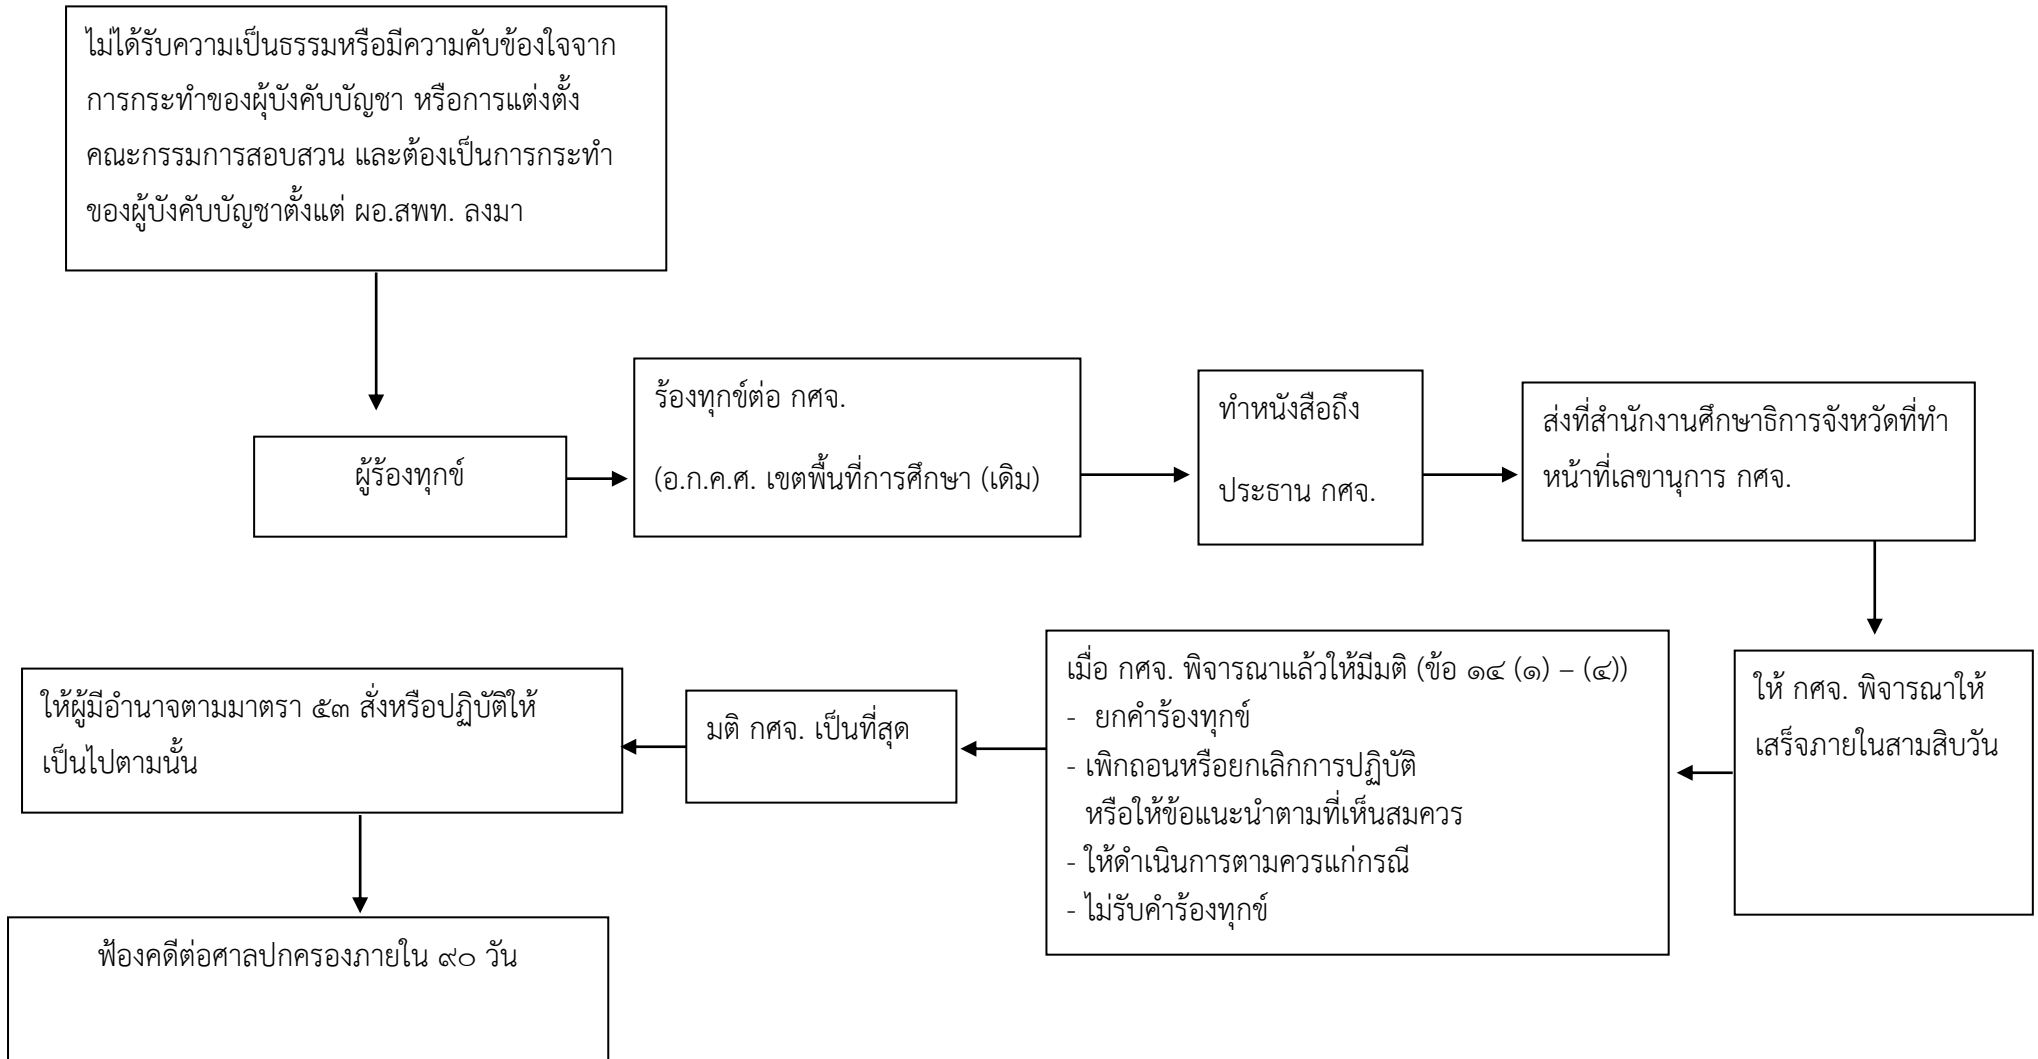 ไม่ได้รับความเป็นธรรมหรือมีความคับข้องใจจาก
การกระทำของผู้บังคับบัญชา หรือการแต่งตั้ง
คณะกรรมการสอบสวน และต้องเป็นการกระทำ
ของผู้บังคับบัญชาตั้งแต่ ผอ.สพท. ลงมา
ผู้ร้องทุกข์
ร้องทุกข์ต่อ กศจ.
(อ.ก.ค.ศ. เขตพื้นที่การศึกษา (เดิม)
ทำหนังสือถึง
ประธาน กศจ.
ส่งที่สำนักงานศึกษาธิการจังหวัดที่ทำ
หน้าที่เลขานุการ กศจ.
ให้ กศจ. พิจารณาให้
เสร็จภายในสามสิบวัน
เมื่อ กศจ. พิจารณาแล้วให้มีมติ (ข้อ ๑๔ (๑) – (๔))
- ยกคำร้องทุกข์
- เพิกถอนหรือยกเลิกการปฏิบัติ
หรือให้ข้อแนะนำตามที่เห็นสมควร
- ให้ดำเนินการตามควรแก่กรณี
- ไม่รับคำร้องทุกข์
มติ กศจ. เป็นที่สุด
ให้ผู้มีอำนาจตามมาตรา ๕๓ สั่งหรือปฏิบัติให้
เป็นไปตามนั้น
ฟ้องคดีต่อศาลปกครองภายใน ๙๐ วัน